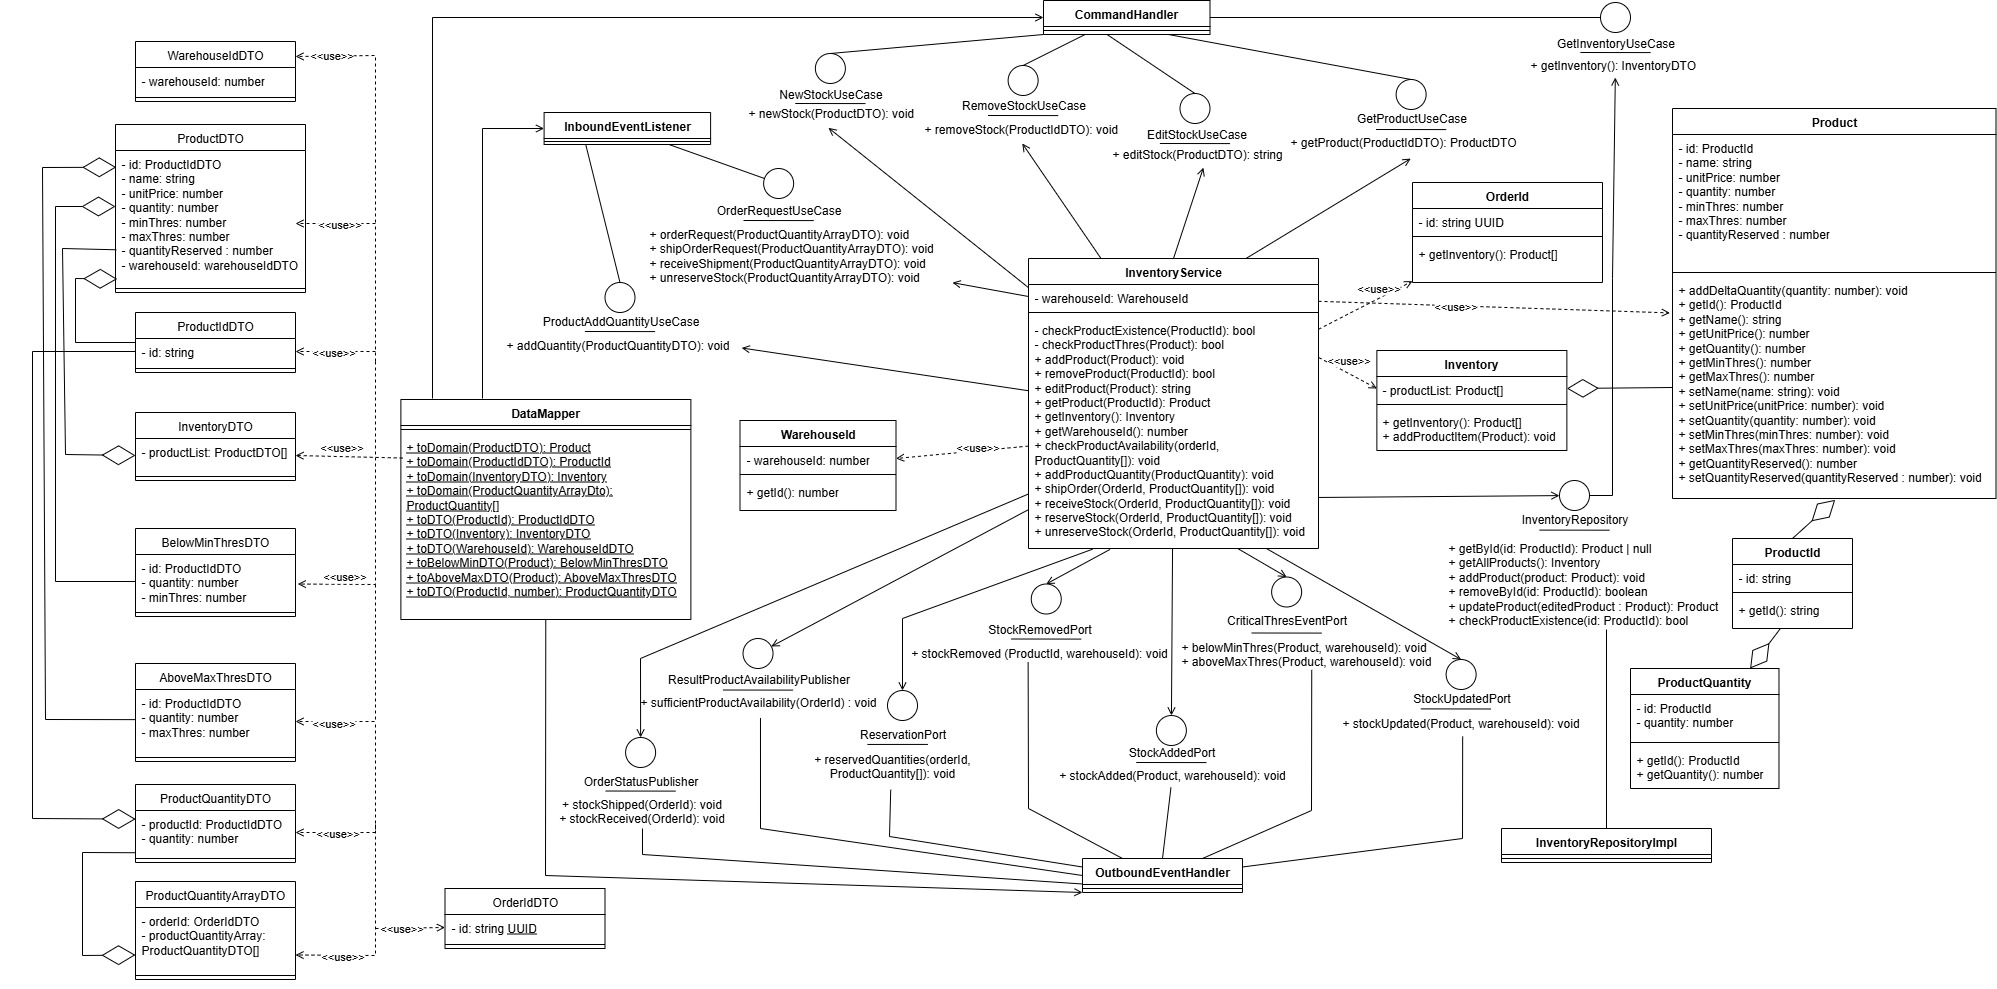 CommandHandler
GetInventoryUseCase
+ getInventory(): InventoryDTO
WarehouseIdDTO
- warehouseId: number
<<use>>
NewStockUseCase
+ newStock(ProductDTO): void
RemoveStockUseCase
+ removeStock(ProductIdDTO): void
EditStockUseCase
+ editStock(ProductDTO): string
GetProductUseCase
+ getProduct(ProductIdDTO): ProductDTO
InboundEventListener
OrderRequestUseCase
+ orderRequest(ProductQuantityArrayDTO): void
+ shipOrderRequest(ProductQuantityArrayDTO): void
+ receiveShipment(ProductQuantityArrayDTO): void
+ unreserveStock(ProductQuantityArrayDTO): void
ProductAddQuantityUseCase
+ addQuantity(ProductQuantityDTO): void
ProductDTO
- id: ProductIdDTO
- name: string
- unitPrice: number
- quantity: number
- minThres: number
- maxThres: number
- quantityReserved : number
- warehouseId: warehouseIdDTO
<<use>>
ProductIdDTO
- id: string
<<use>>
InventoryDTO
- productList: ProductDTO[]
<<use>>
BelowMinThresDTO
- id: ProductIdDTO
- quantity: number
- minThres: number
<<use>>
AboveMaxThresDTO
- id: ProductIdDTO
- quantity: number
- maxThres: number
<<use>>
ProductQuantityDTO
- productId: ProductIdDTO
- quantity: number
<<use>>
ProductQuantityArrayDTO
- orderId: OrderIdDTO
- productQuantityArray:
ProductQuantityDTO[]
<<use>>
<<use>>
OrderIdDTO
- id: string UUID
DataMapper
+ toDomain(ProductDTO): Product
+ toDomain(ProductIdDTO): ProductId
+ toDomain(InventoryDTO): Inventory
+ toDomain(ProductQuantityArrayDto):
ProductQuantity[]
+ toDTO(ProductId): ProductIdDTO
+ toDTO(Inventory): InventoryDTO
+ toDTO(WarehouseId): WarehouseIdDTO
+ toBelowMinDTO(Product): BelowMinThresDTO
+ toAboveMaxDTO(Product): AboveMaxThresDTO
+ toDTO(ProductId, number): ProductQuantityDTO
WarehouseId
- warehouseId: number
+ getId(): number
<<use>>
InventoryService
- warehouseId: WarehouseId
- checkProductExistence(ProductId): bool
- checkProductThres(Product): bool
+ addProduct(Product): void
+ removeProduct(ProductId): bool
+ editProduct(Product): string
+ getProduct(ProductId): Product
+ getInventory(): Inventory
+ getWarehouseId(): number
+ checkProductAvailability(orderId,
ProductQuantity[]): void
+ addProductQuantity(ProductQuantity): void
+ shipOrder(OrderId, ProductQuantity[]): void
+ receiveStock(OrderId, ProductQuantity[]): void
+ reserveStock(OrderId, ProductQuantity[]): void
+ unreserveStock(OrderId, ProductQuantity[]): void
OrderId
- id: string UUID
+ getInventory(): Product[]
<<use>>
<<use>>
<<use>>
Inventory
- productList: Product[]
+ getInventory(): Product[]
+ addProductItem(Product): void
Product
- id: ProductId
- name: string
- unitPrice: number
- quantity: number
- minThres: number
- maxThres: number
- quantityReserved : number
+ addDeltaQuantity(quantity: number): void
+ getId(): ProductId
+ getName(): string
+ getUnitPrice(): number
+ getQuantity(): number
+ getMinThres(): number
+ getMaxThres(): number
+ setName(name: string): void
+ setUnitPrice(unitPrice: number): void
+ setQuantity(quantity: number): void
+ setMinThres(minThres: number): void
+ setMaxThres(maxThres: number): void
+ getQuantityReserved(): number
+ setQuantityReserved(quantityReserved : number): void
InventoryRepository
+ getById(id: ProductId): Product | null
+ getAllProducts(): Inventory
+ addProduct(product: Product): void
+ removeById(id: ProductId): boolean
+ updateProduct(editedProduct : Product): Product
+ checkProductExistence(id: ProductId): bool
ProductId
- id: string
+ getId(): string
ProductQuantity
- id: ProductId
- quantity: number
+ getId(): ProductId
+ getQuantity(): number
InventoryRepositoryImpl
OrderStatusPublisher
+ stockShipped(OrderId): void
+ stockReceived(OrderId): void
ResultProductAvailabilityPublisher
+ sufficientProductAvailability(OrderId) : void
ReservationPort
+ reservedQuantities(orderId,
ProductQuantity[]): void
StockRemovedPort
+ stockRemoved (ProductId, warehouseId): void
StockAddedPort
+ stockAdded(Product, warehouseId): void
CriticalThresEventPort
+ belowMinThres(Product, warehouseId): void
+ aboveMaxThres(Product, warehouseId): void
StockUpdatedPort
+ stockUpdated(Product, warehouseId): void
OutboundEventHandler